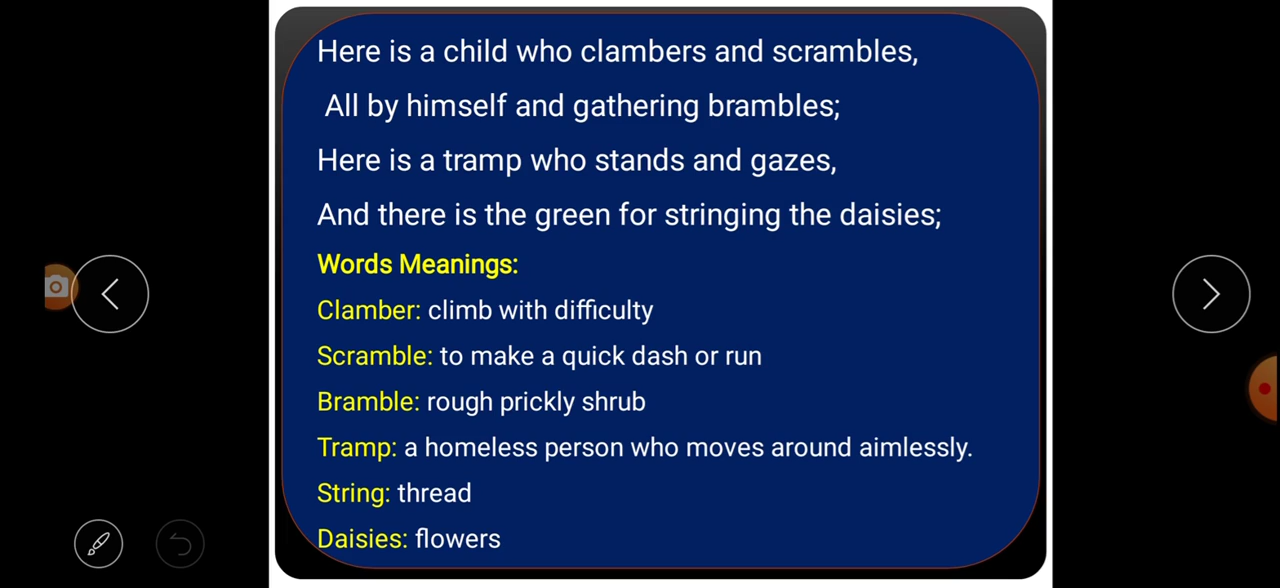 Here is a child who clambers and scrambles,
All by himself and gathering brambles;
Here is a tramp who stands and gazes,
And there is the green for stringing the daisies;
Words Meanings:
Clamber: climb with difficulty
Scramble: to make a quick dash or run
Bramble: rough prickly shrub
Tramp: a homeless person who moves around aimlessly.
String: thread
Daisies: flowers